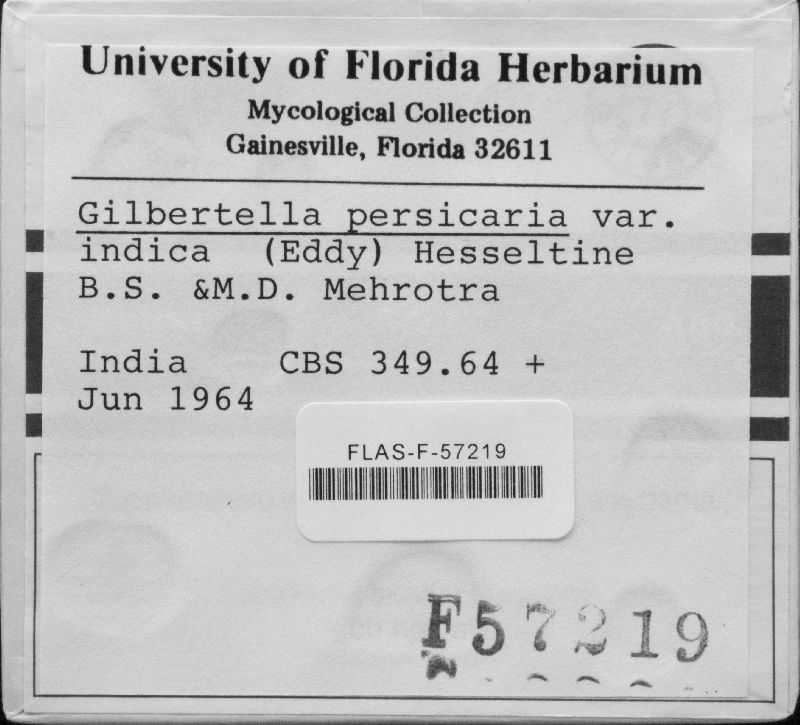 University of Florida Herbarium
Mycological Collection
Gainesville, Florida 32611
Gilbertella persicaria var.
indica (Eddy) Hesseltine
B.S. &M.D. Mehrotra
India CBS 349.64 +
Jun 1964
FLAS-F-57219
F57219